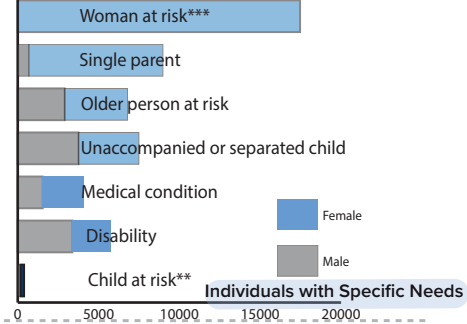 Woman at risk***
Single parent
Older person at risk
Unaccompanied or separated child
Medical condition
Female
Disability
Male
Child at risk**
Individuals with Specific Needs
0 5000 10000 15000 20000